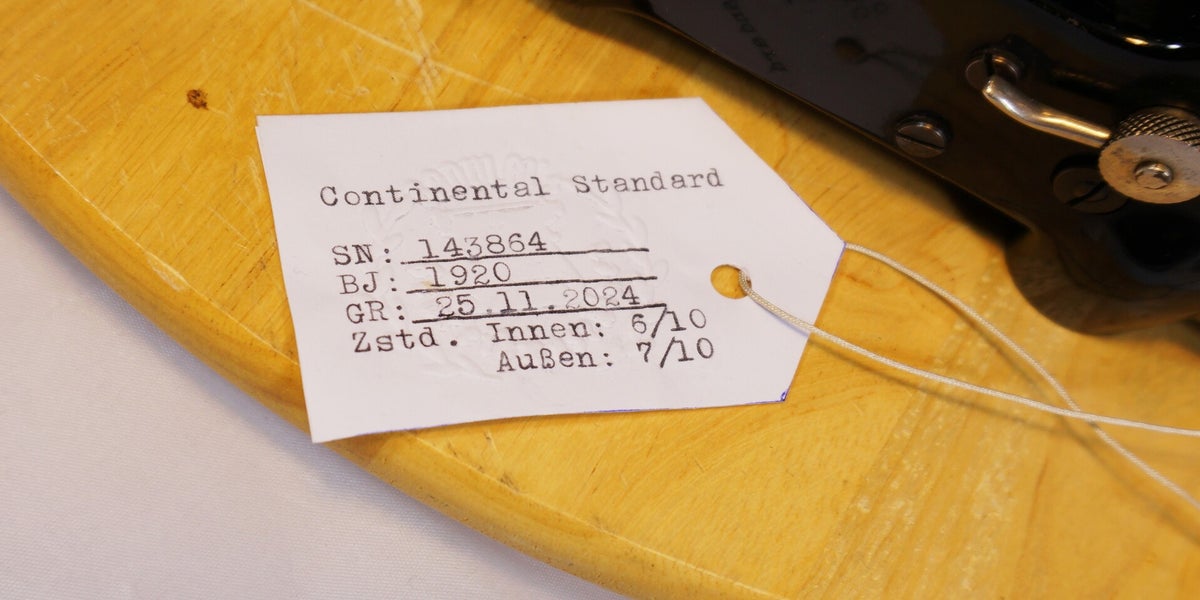 Continental Standard
SN: 143864
BJ: 1920
GR: 25.11.2024
Zstd. Innen: 6/10
Außen: 7/10